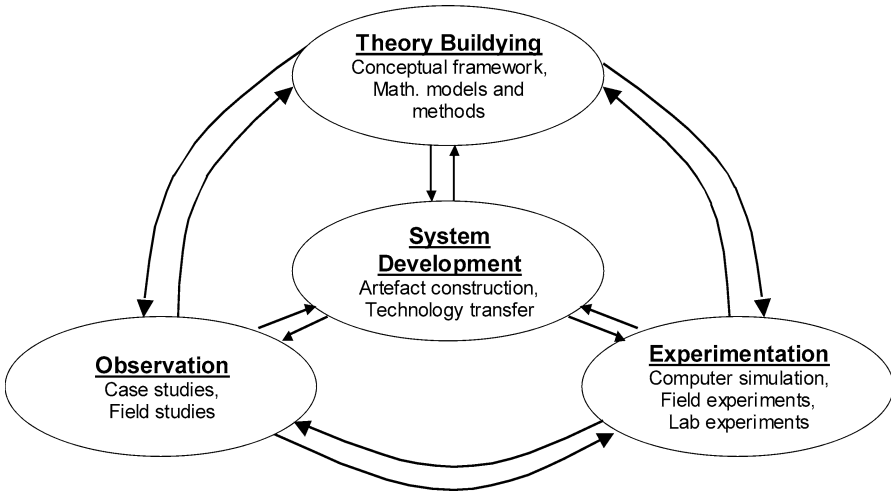 Theory Buildying
Conceptual framework,
Math. models and
methods
System
Development
Artefact construction,
Technology transfer
Observation
Case studies,
Field studies
Experimentation
Computer simulation,
Field experiments,
Lab experiments